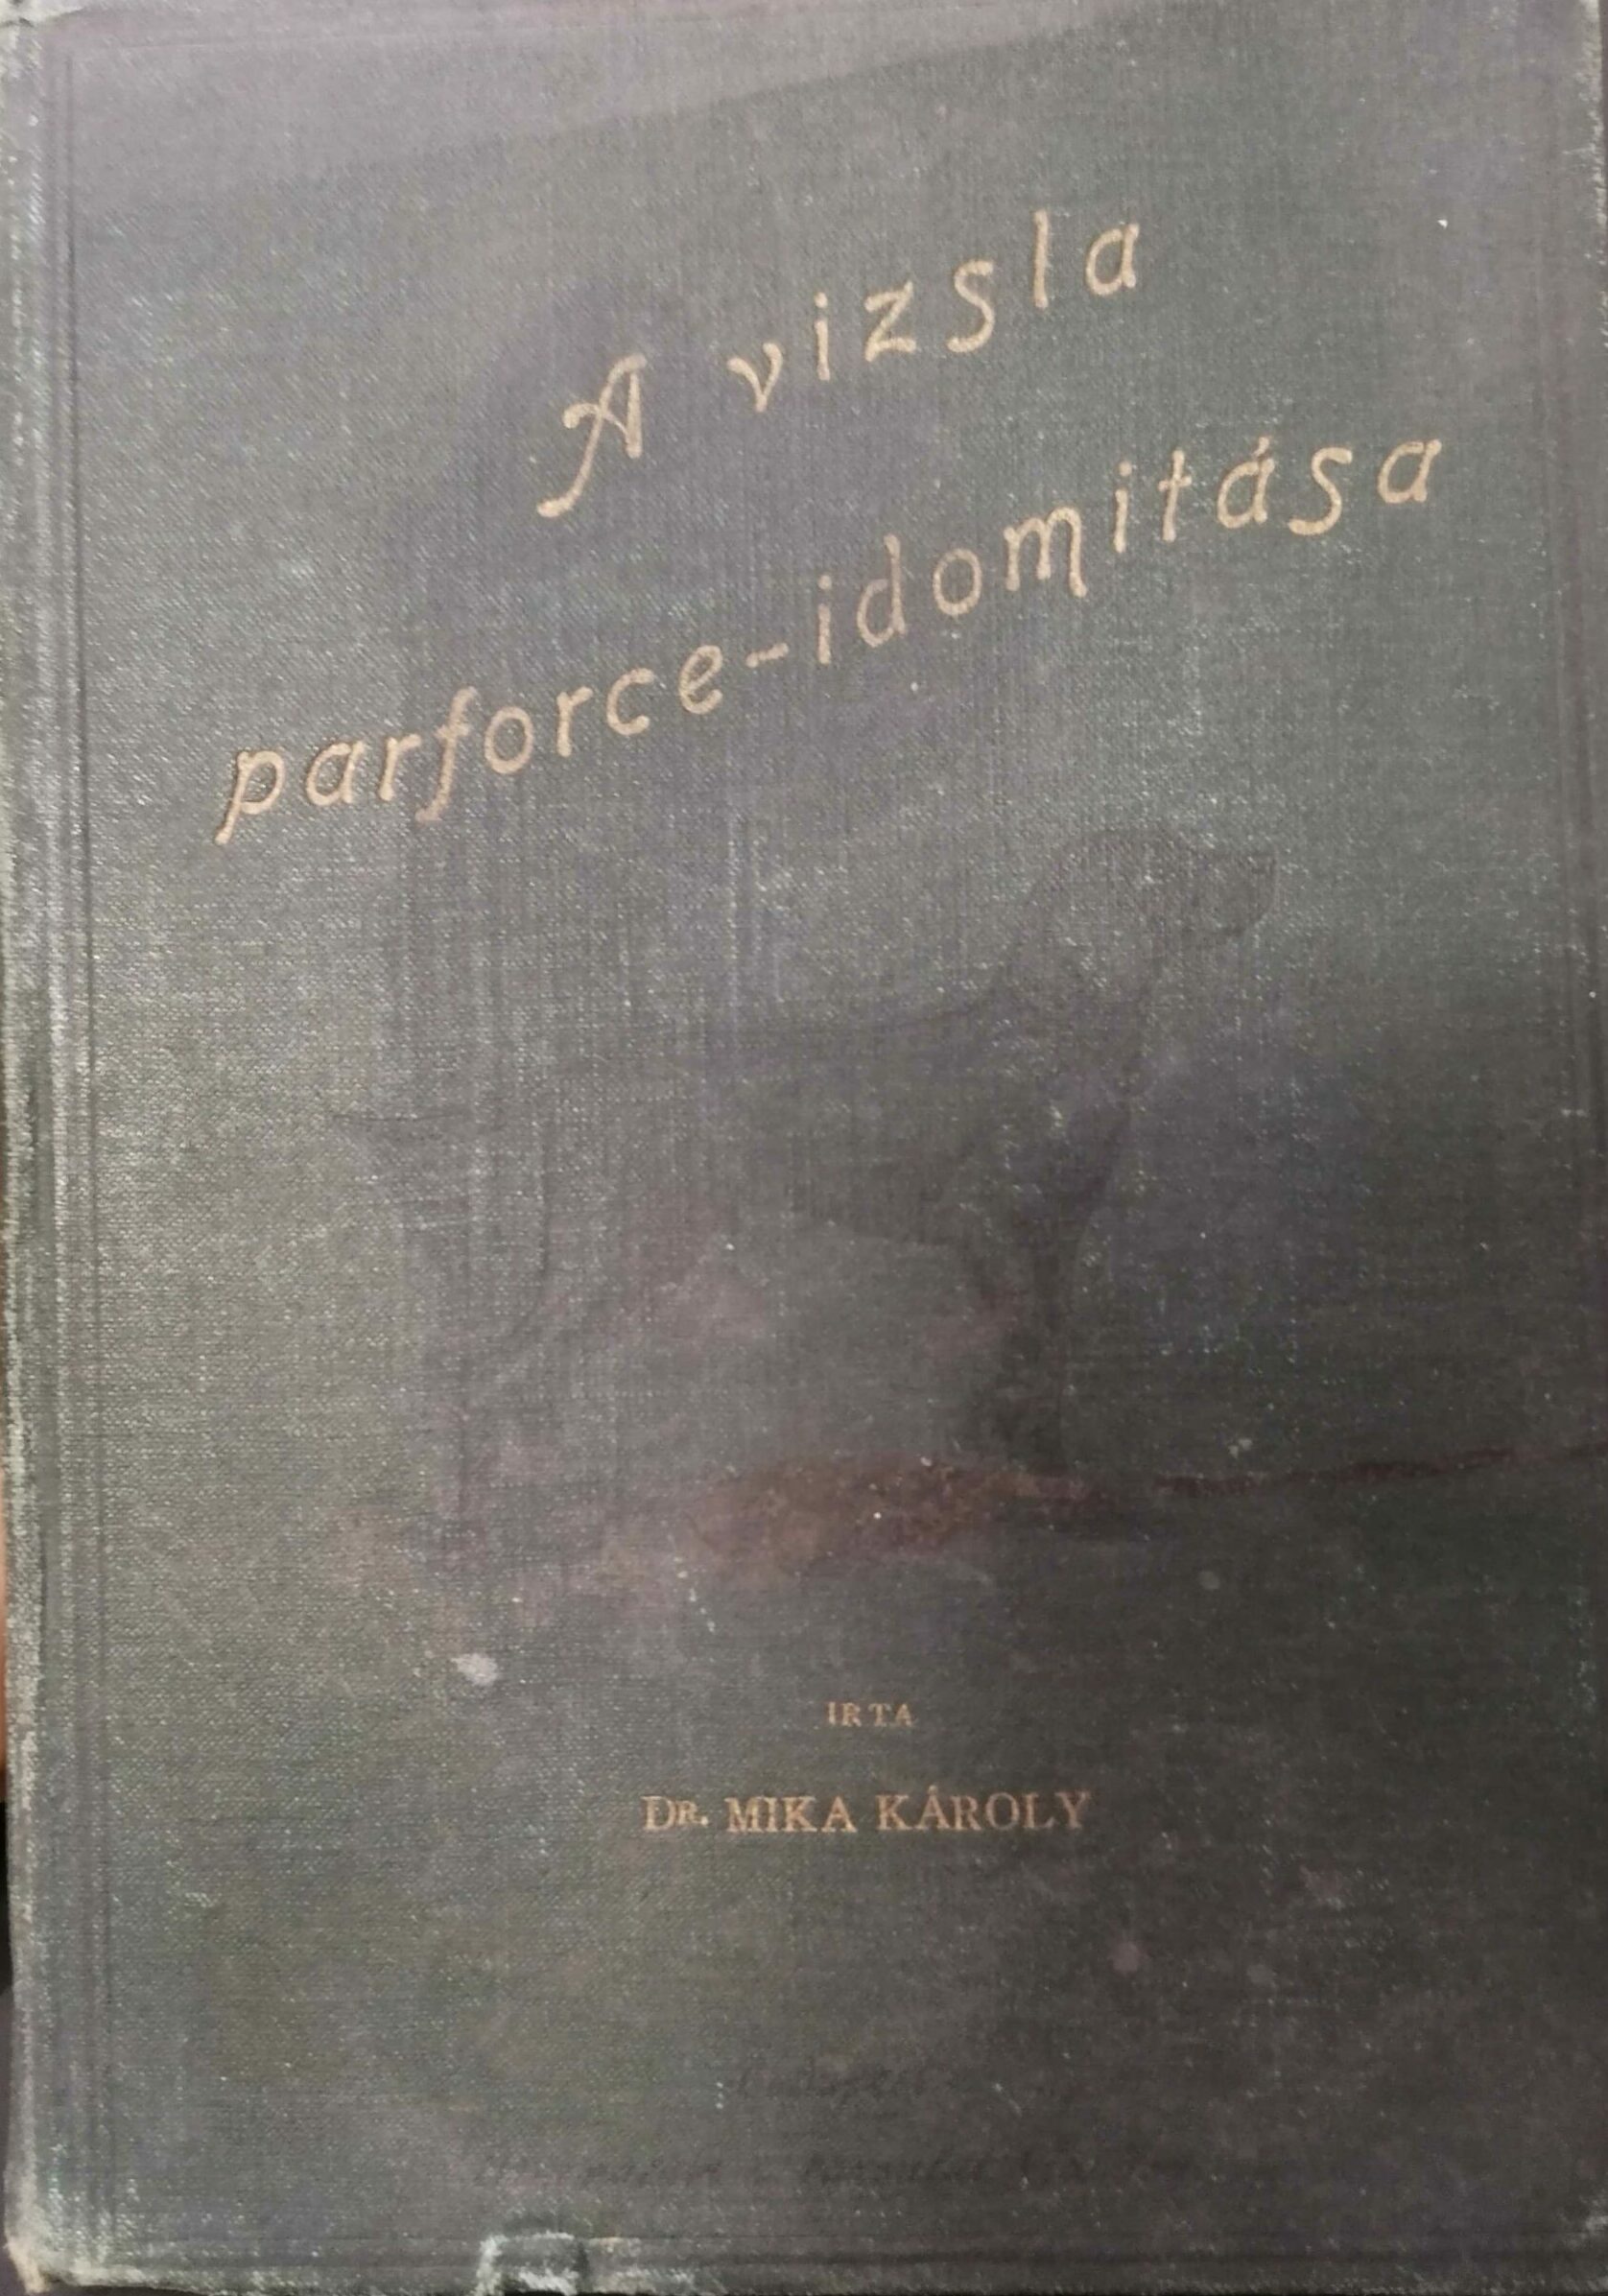 A vizsla
parforce-idomitása
IRTA
DR. MIKA KÁROLY